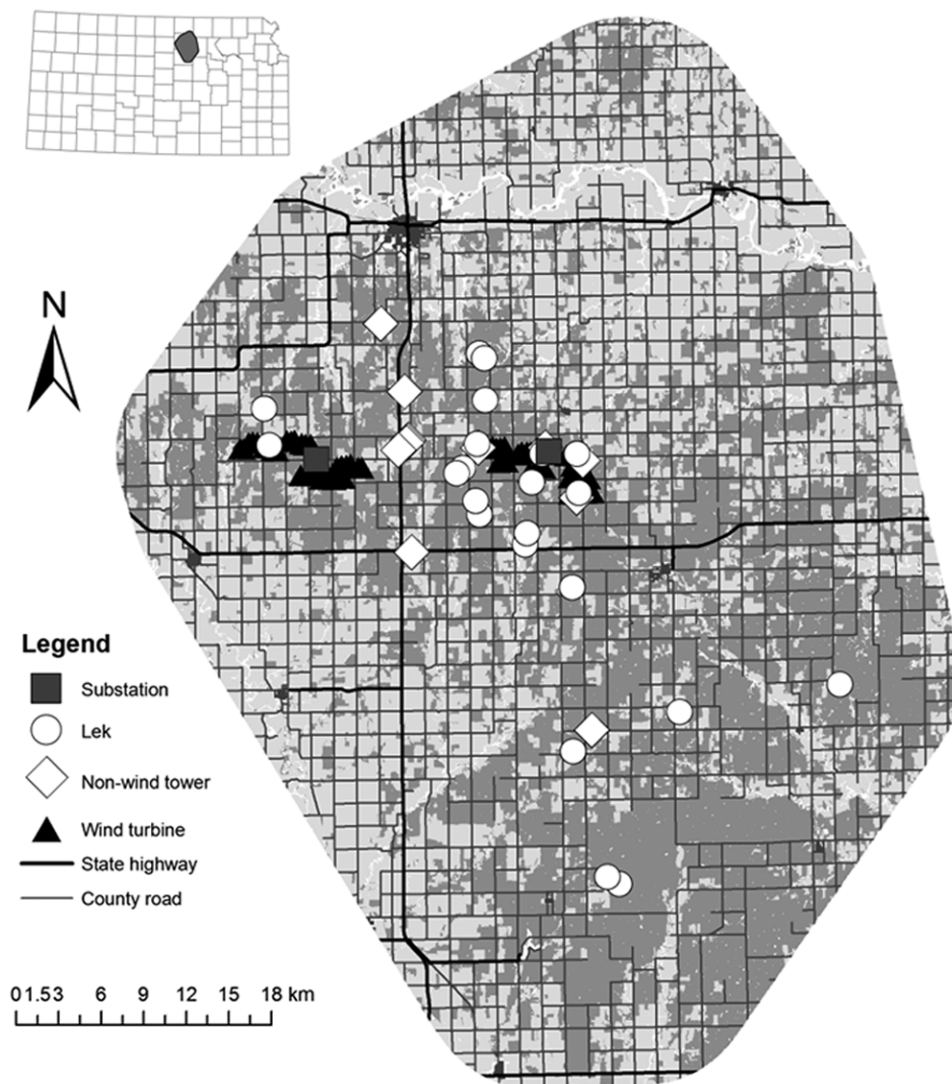 N
Legend
Substation
Lek
Non-wind tower
Wind turbine
State highway
County road
0 1.5 3 6 9 12 15 18 km